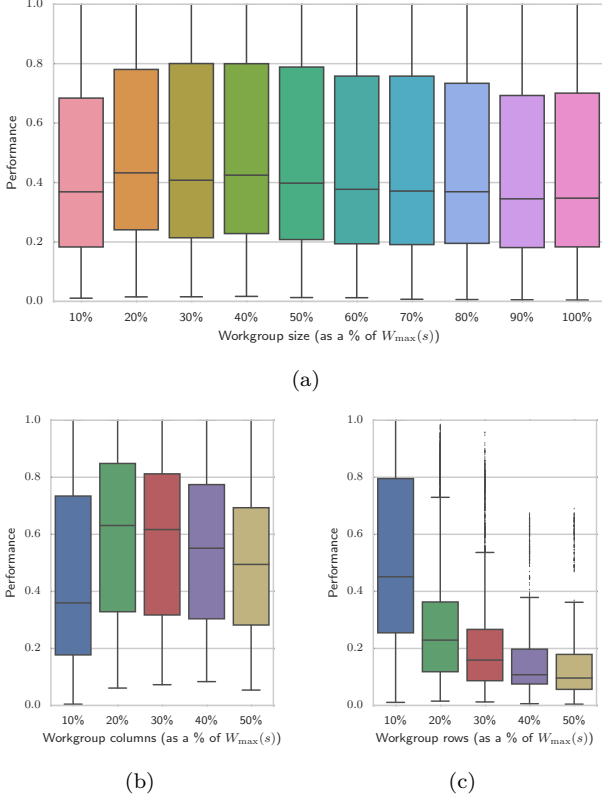 1.0
0.8
0.6
0.4
0.2
0.0
Performance
10% 20% 30% 40% 50% 60% 70% 80% 90% 100%
Workgroup size (as a % of W_max(s))
(a)
1.0
0.8
0.6
0.4
0.2
0.0
Performance
10% 20% 30% 40% 50%
Workgroup columns (as a % of W_max(s))
(b)
1.0
0.8
0.6
0.4
0.2
0.0
Performance
10% 20% 30% 40% 50%
Workgroup rows (as a % of W_max(s))
(c)